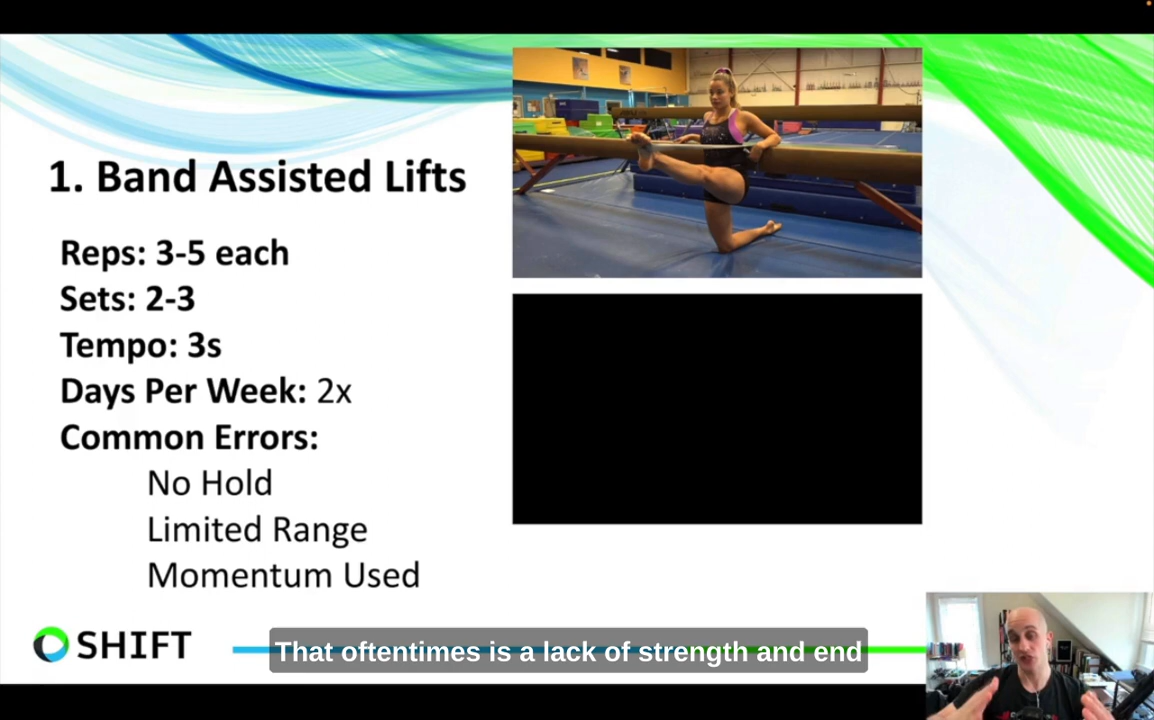 1. Band Assisted Lifts
Reps: 3-5 each
Sets: 2-3
Tempo: 3s
Days Per Week: 2x
Common Errors:
No Hold
Limited Range
Momentum Used
SHIFT
That oftentimes is a lack of strength and end